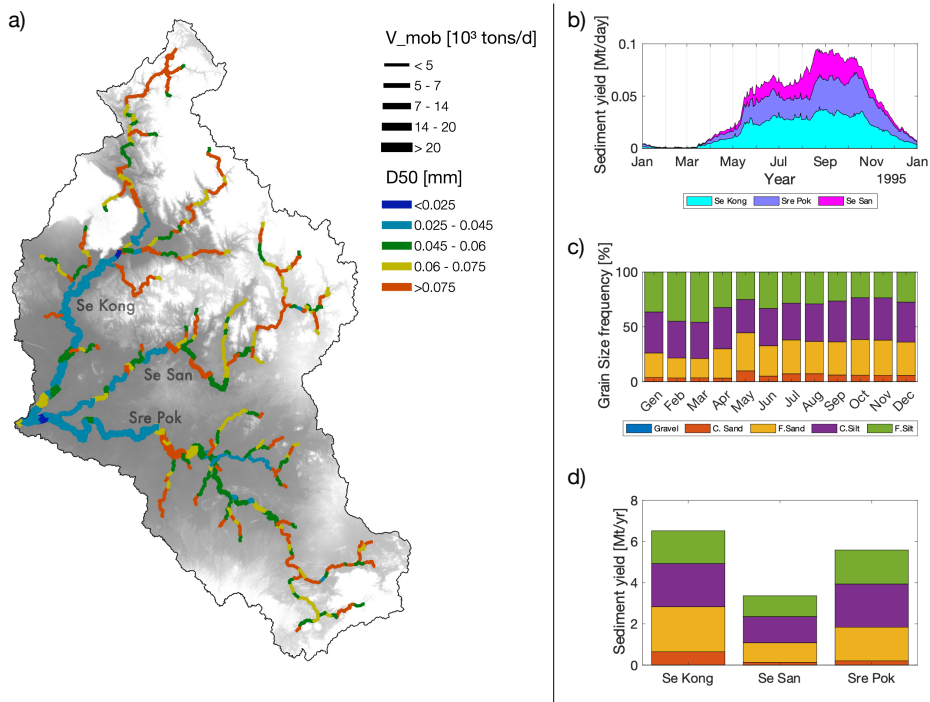 a)
V_mob [10³ tons/d]
< 5
5 - 7
7 - 14
14 - 20
> 20
D50 [mm]
<0.025
0.025 - 0.045
0.045 - 0.06
0.06 - 0.075
>0.075
Se Kong
Se San
Sre Pok
b)
Sediment yield [Mt/day]
0.1
0.05
0
Jan Mar May Jul Sep Nov Jan
Year
1995
Se Kong Sre Pok Se San
c)
Grain Size frequency [%]
100
50
0
Gen Feb Mar Apr May Jun Jul Aug Sep Oct Nov Dec
Gravel C. Sand F.Sand C.Silt F.Silt
d)
Sediment yield [Mt/yr]
8
6
4
2
0
Se Kong Se San Sre Pok